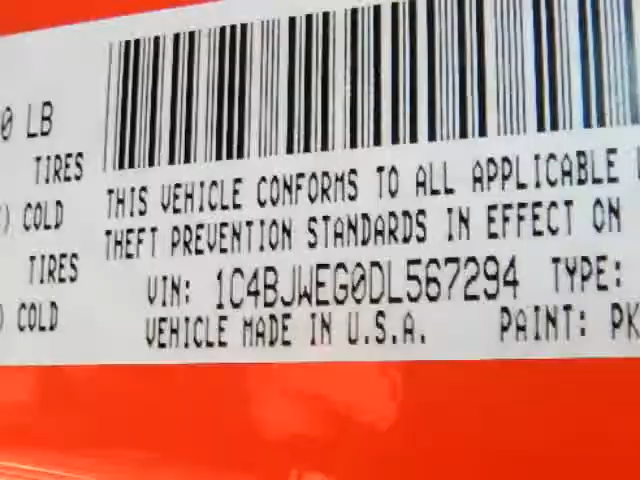 0 LB
TIRES
) COLD
TIRES
) COLD
THIS VEHICLE CONFORMS TO ALL APPLICABLE
THEFT PREVENTION STANDARDS IN EFFECT ON
VIN: 1C4BJWEG0DL567294 TYPE:
VEHICLE MADE IN U.S.A. PAINT: PK